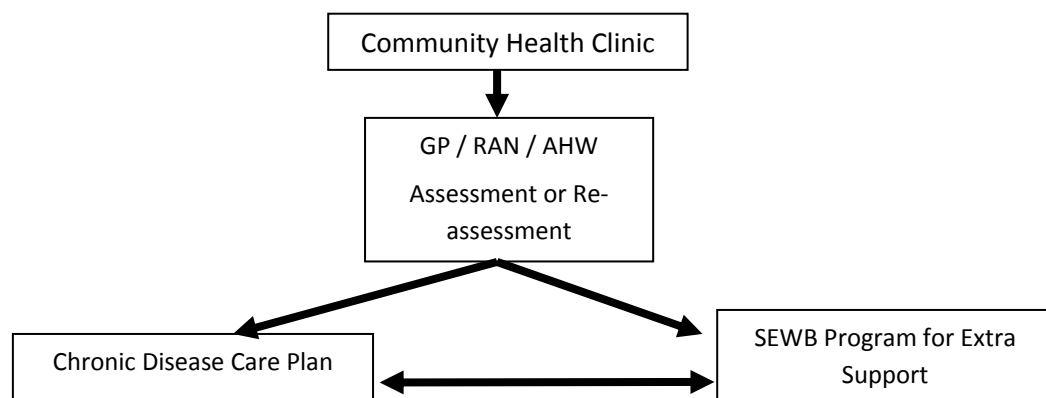 Community Health Clinic
GP / RAN / AHW
Assessment or Re-
assessment
Chronic Disease Care Plan
SEWB Program for Extra
Support